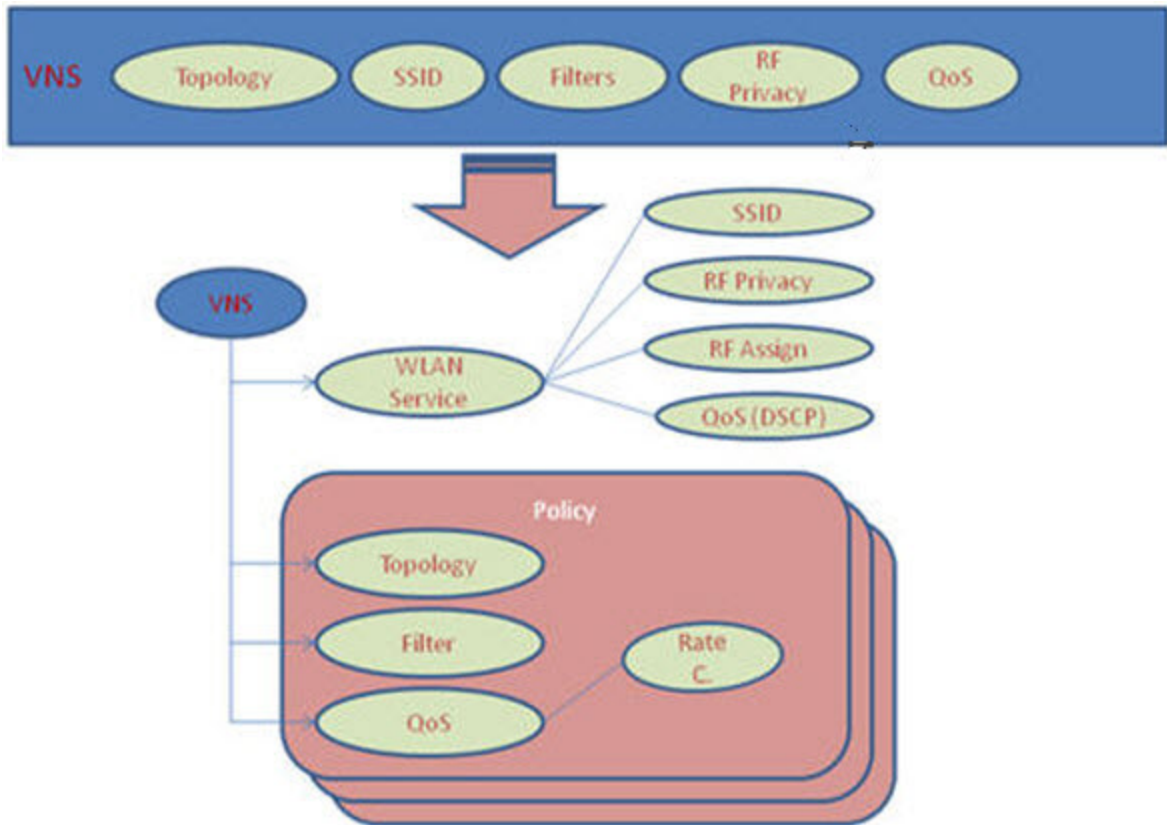 VNS
Topology
SSID
Filters
RF
Privacy
QoS
SSID
RF Privacy
RF Assign
QoS (DSCP)
VNS
WLAN
Service
Policy
Topology
Filter
QoS
Rate
C.